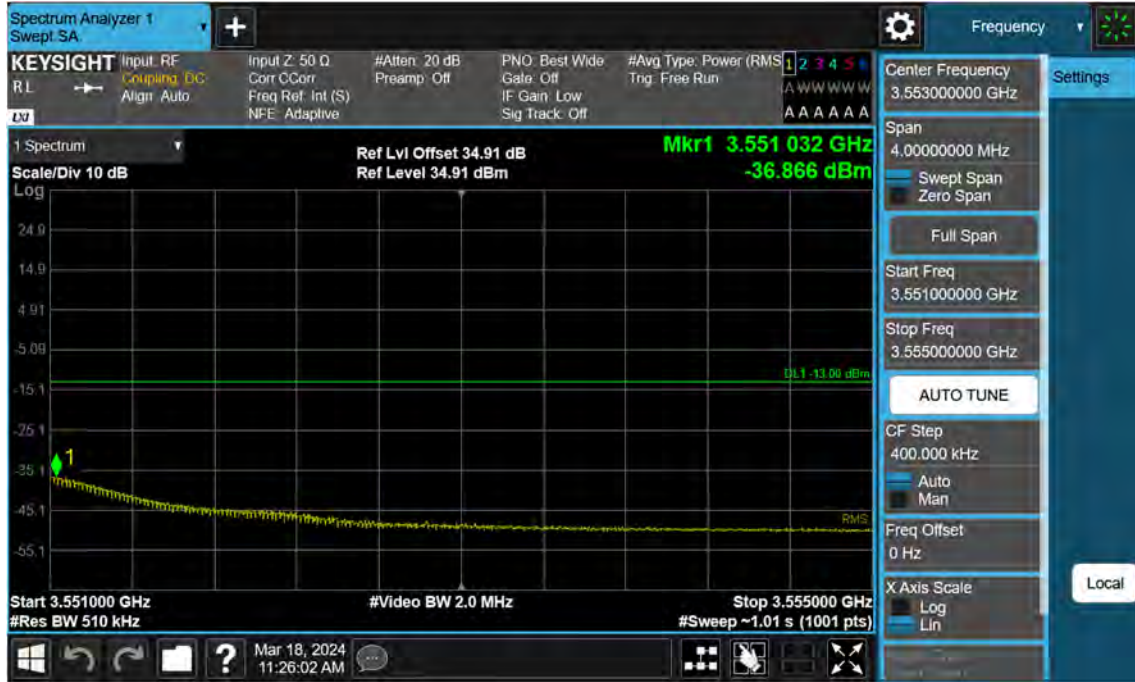 Spectrum Analyzer 1
Swept SA
+
Frequency
KEYSIGHT
RL
LXI
Input: RF
Coupling: DC
Align: Auto
Input Z: 50 Ω
Corr CCorr
Freq Ref: Int (S)
NFE: Adaptive
#Atten: 20 dB
Preamp: Off
PNO: Best Wide
Gate: Off
IF Gain: Low
Sig Track: Off
#Avg Type: Power (RMS
Trig: Free Run
1 2 3 4 5 6
A W W W W W
A A A A A A
1 Spectrum
Scale/Div 10 dB
Ref Lvl Offset 34.91 dB
Ref Level 34.91 dBm
Mkr1 3.551 032 GHz
-36.866 dBm
Log
24.9
14.9
4.91
-5.09
-15.1
-25.1
-35.1
-45.1
-55.1
DL1 -13.00 dBm
1
RMS
Start 3.551000 GHz
#Res BW 510 kHz
#Video BW 2.0 MHz
Stop 3.555000 GHz
#Sweep ~1.01 s (1001 pts)
Mar 18, 2024
11:26:02 AM
?
Center Frequency
3.553000000 GHz
Span
4.00000000 MHz
Swept Span
Zero Span
Full Span
Start Freq
3.551000000 GHz
Stop Freq
3.555000000 GHz
AUTO TUNE
CF Step
400.000 kHz
Auto
Man
Freq Offset
0 Hz
X Axis Scale
Log
Lin
Settings
Local